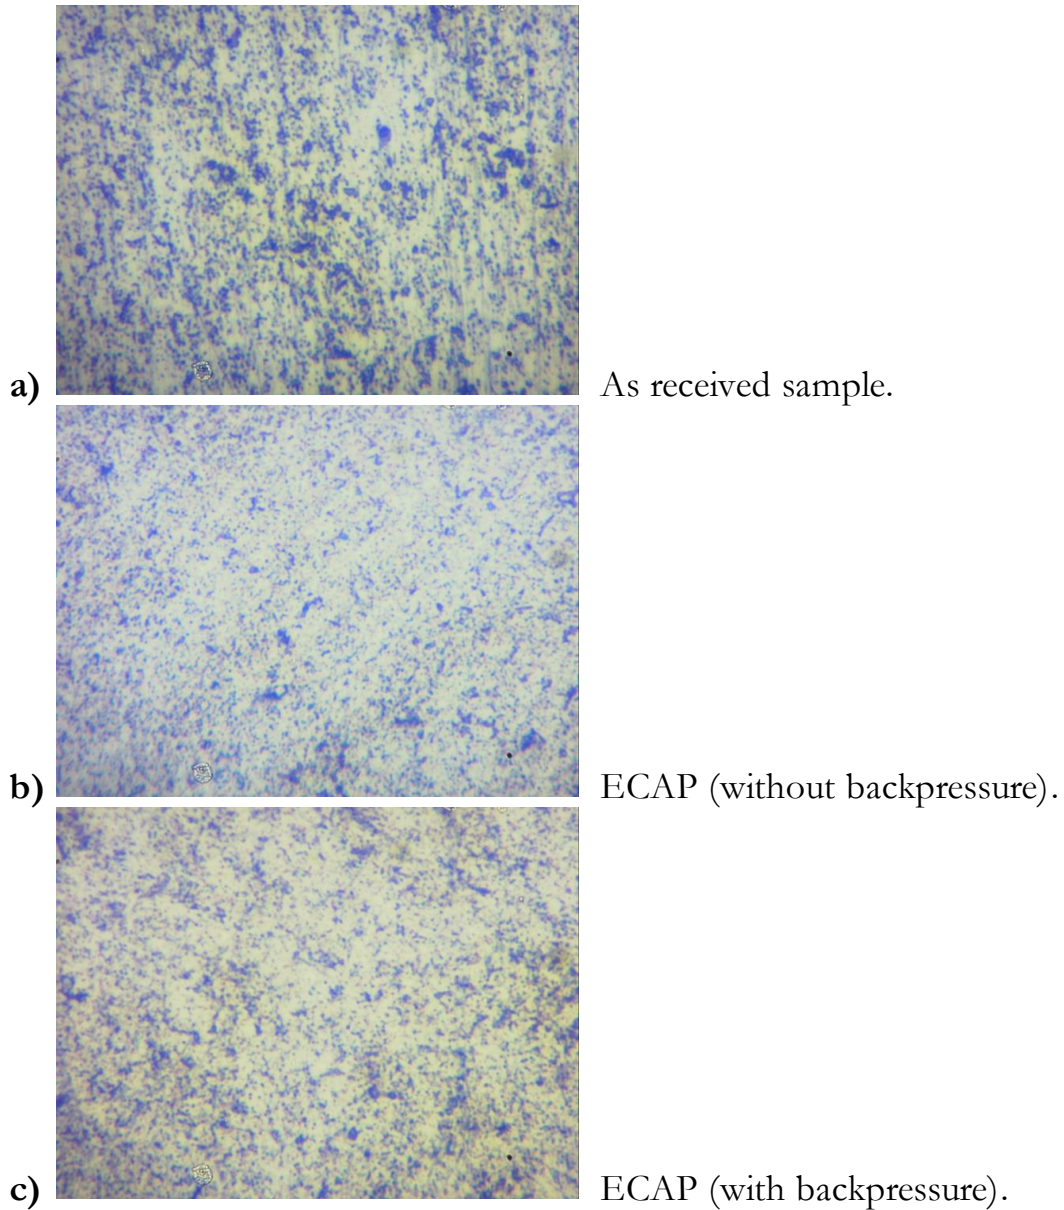 a) As received sample.
b) ECAP (without backpressure).
c) ECAP (with backpressure).